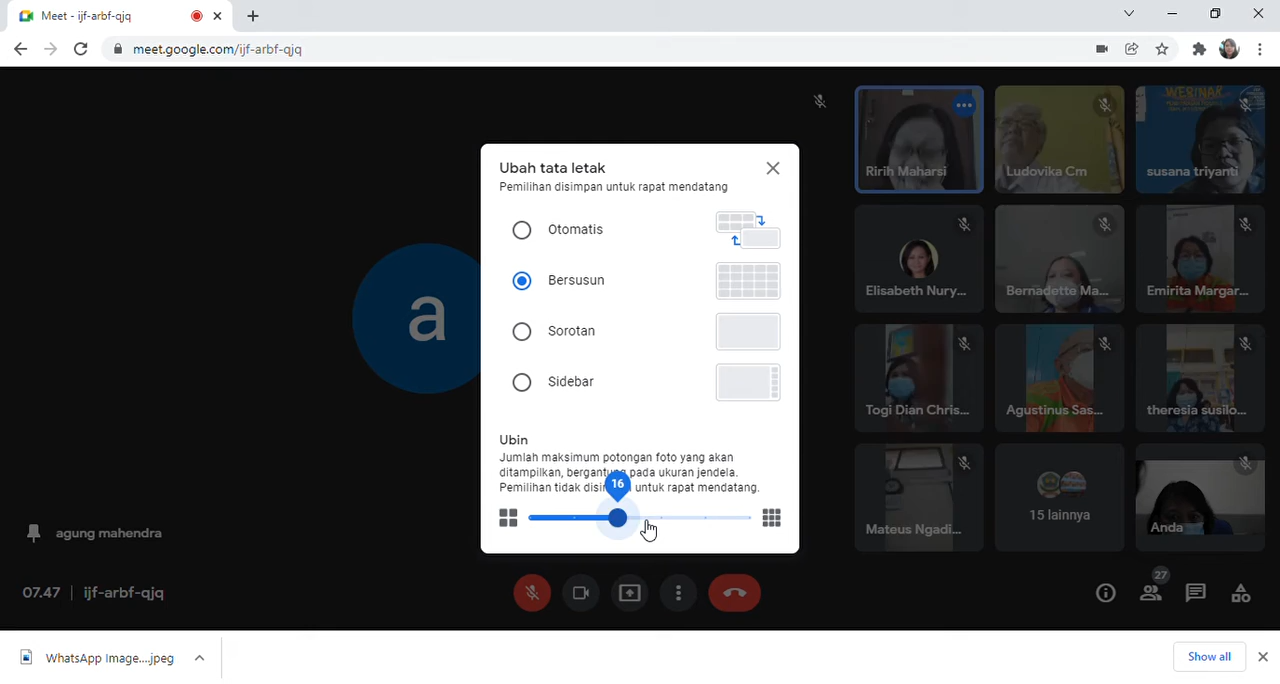 Meet - ijf-arbf-qjq
meet.google.com/ijf-arbf-qjq
Ubah tata letak
Pemilihan disimpan untuk rapat mendatang
Otomatis
Bersusun
Sorotan
Sidebar
Ubin
Jumlah maksimum potongan foto yang akan
ditampilkan, bergantung pada ukuran jendela.
Pemilihan tidak untuk rapat mendatang.
16
a
agung mahendra
Ririh Maharsi
Ludovika Cm
WEBINAR
susana triyanti
Elisabeth Nury...
Bernadette Ma...
Emirita Margar...
Togi Dian Chris...
Agustinus Sas...
theresia susilo...
Mateus Ngadi...
15 lainnya
Anda
07.47 | ijf-arbf-qjq
27
WhatsApp Image....jpeg
Show all